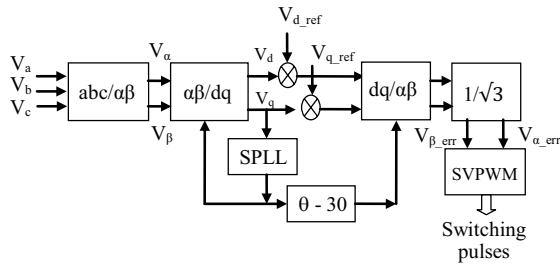 V_d_ref
V_q_ref
V_a
V_b
V_c
abc/αβ
V_α
V_β
αβ/dq
V_d
V_q
dq/αβ
1/√3
SPLL
θ - 30
V_β_err
V_α_err
SVPWM
Switching
pulses